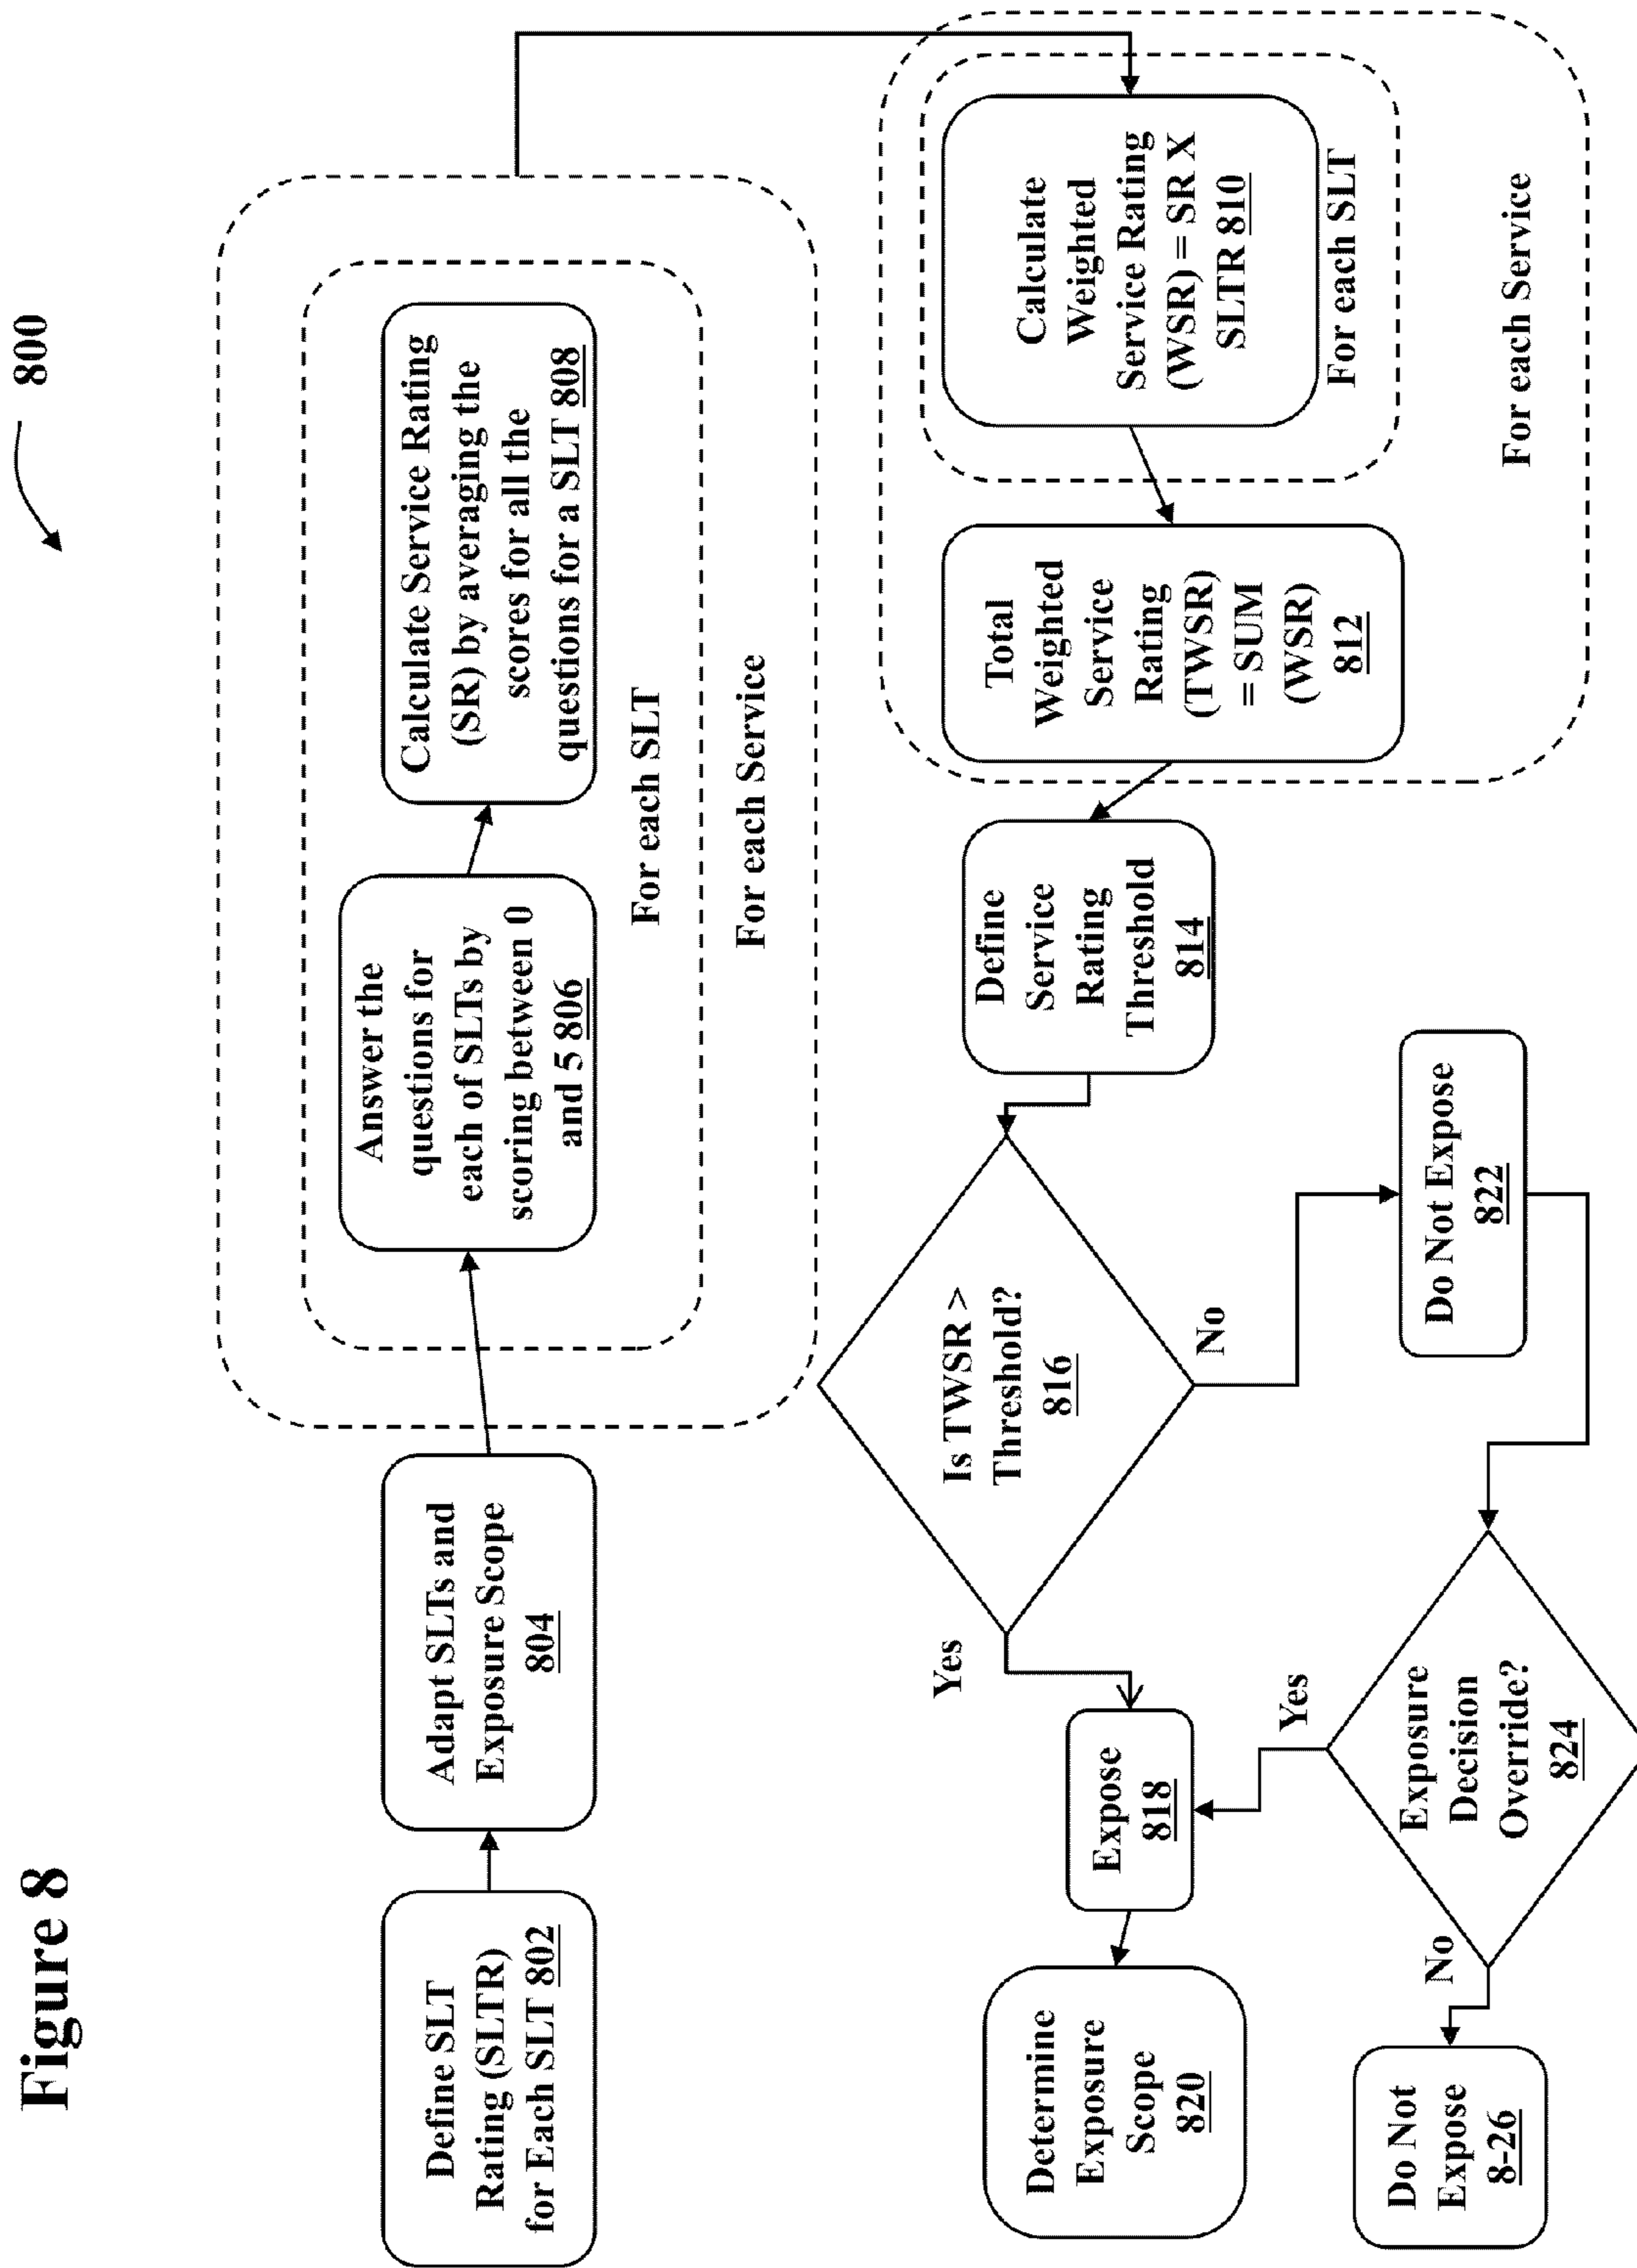 Figure 8
800
Define SLT
Rating (SLTR)
for Each SLT 802
Adapt SLTs and
Exposure Scope
804
Answer the
questions for
each of SLTs by
scoring between 0
and 5 806
Calculate Service Rating
(SR) by averaging the
scores for all the
questions for a SLT 808
For each SLT
For each Service
Calculate
Weighted
Service Rating
(WSR) = SR X
SLTR 810
For each SLT
Total
Weighted
Service
Rating
(TWSR)
= SUM
(WSR)
812
For each Service
Define
Service
Rating
Threshold
814
Is TWSR >
Threshold?
816
Yes
No
Expose
818
Determine
Exposure
Scope
820
Do Not Expose
822
Exposure
Decision
Override?
824
Yes
No
Do Not
Expose
8-26